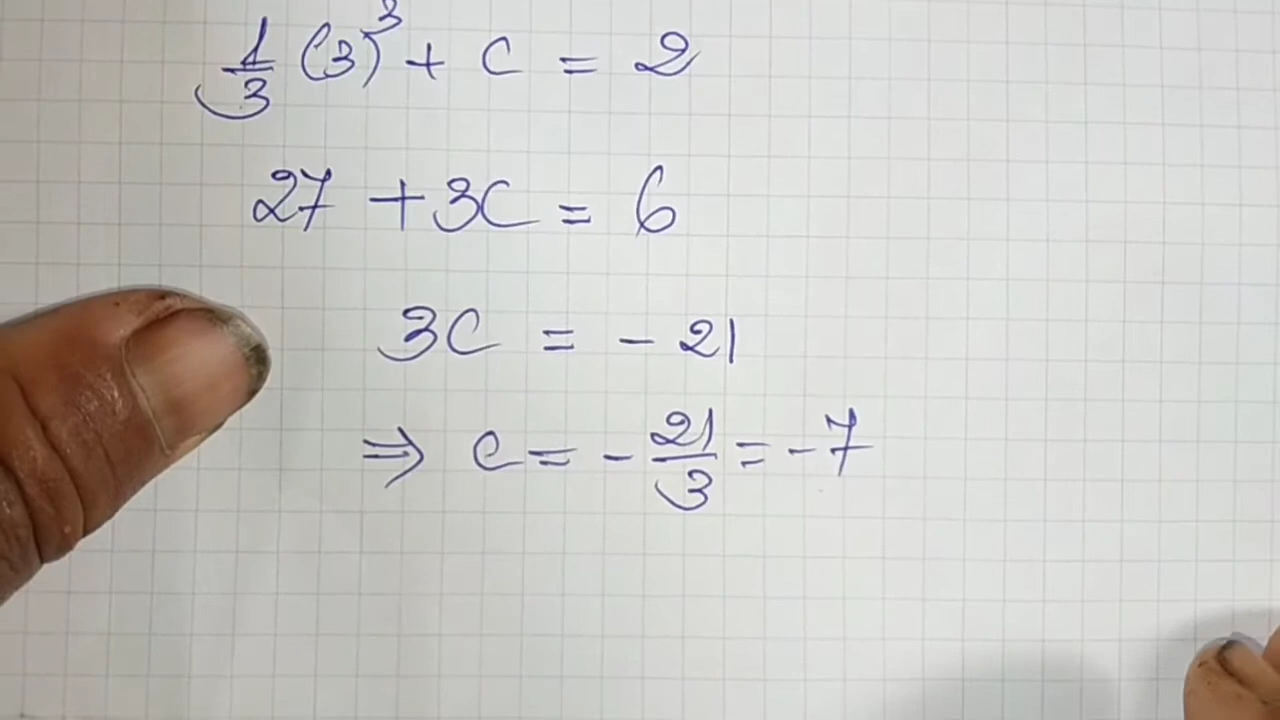 1/3 (3)³ + C = 2
27 + 3C = 6
3C = - 21
⇒ C = - 21/3 = - 7